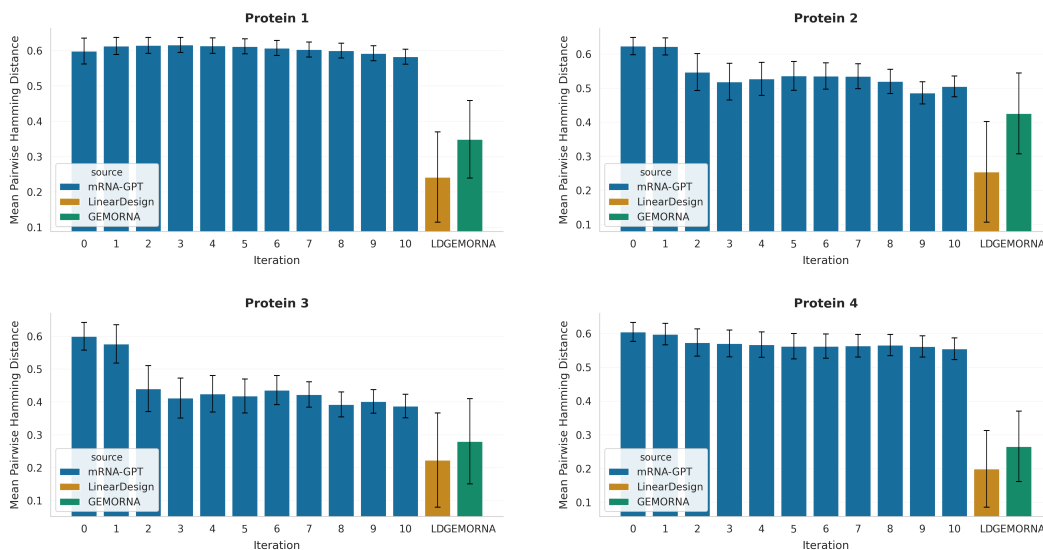 Protein 1
Mean Pairwise Hamming Distance
0.6
0.5
0.4
0.3
0.2
0.1
source
mRNA-GPT
LinearDesign
GEMORNA
0 1 2 3 4 5 6 7 8 9 10 LDGEMORNA
Iteration
Protein 2
Mean Pairwise Hamming Distance
0.6
0.5
0.4
0.3
0.2
0.1
source
mRNA-GPT
LinearDesign
GEMORNA
0 1 2 3 4 5 6 7 8 9 10 LDGEMORNA
Iteration
Protein 3
Mean Pairwise Hamming Distance
0.6
0.5
0.4
0.3
0.2
0.1
source
mRNA-GPT
LinearDesign
GEMORNA
0 1 2 3 4 5 6 7 8 9 10 LDGEMORNA
Iteration
Protein 4
Mean Pairwise Hamming Distance
0.6
0.5
0.4
0.3
0.2
0.1
source
mRNA-GPT
LinearDesign
GEMORNA
0 1 2 3 4 5 6 7 8 9 10 LDGEMORNA
Iteration